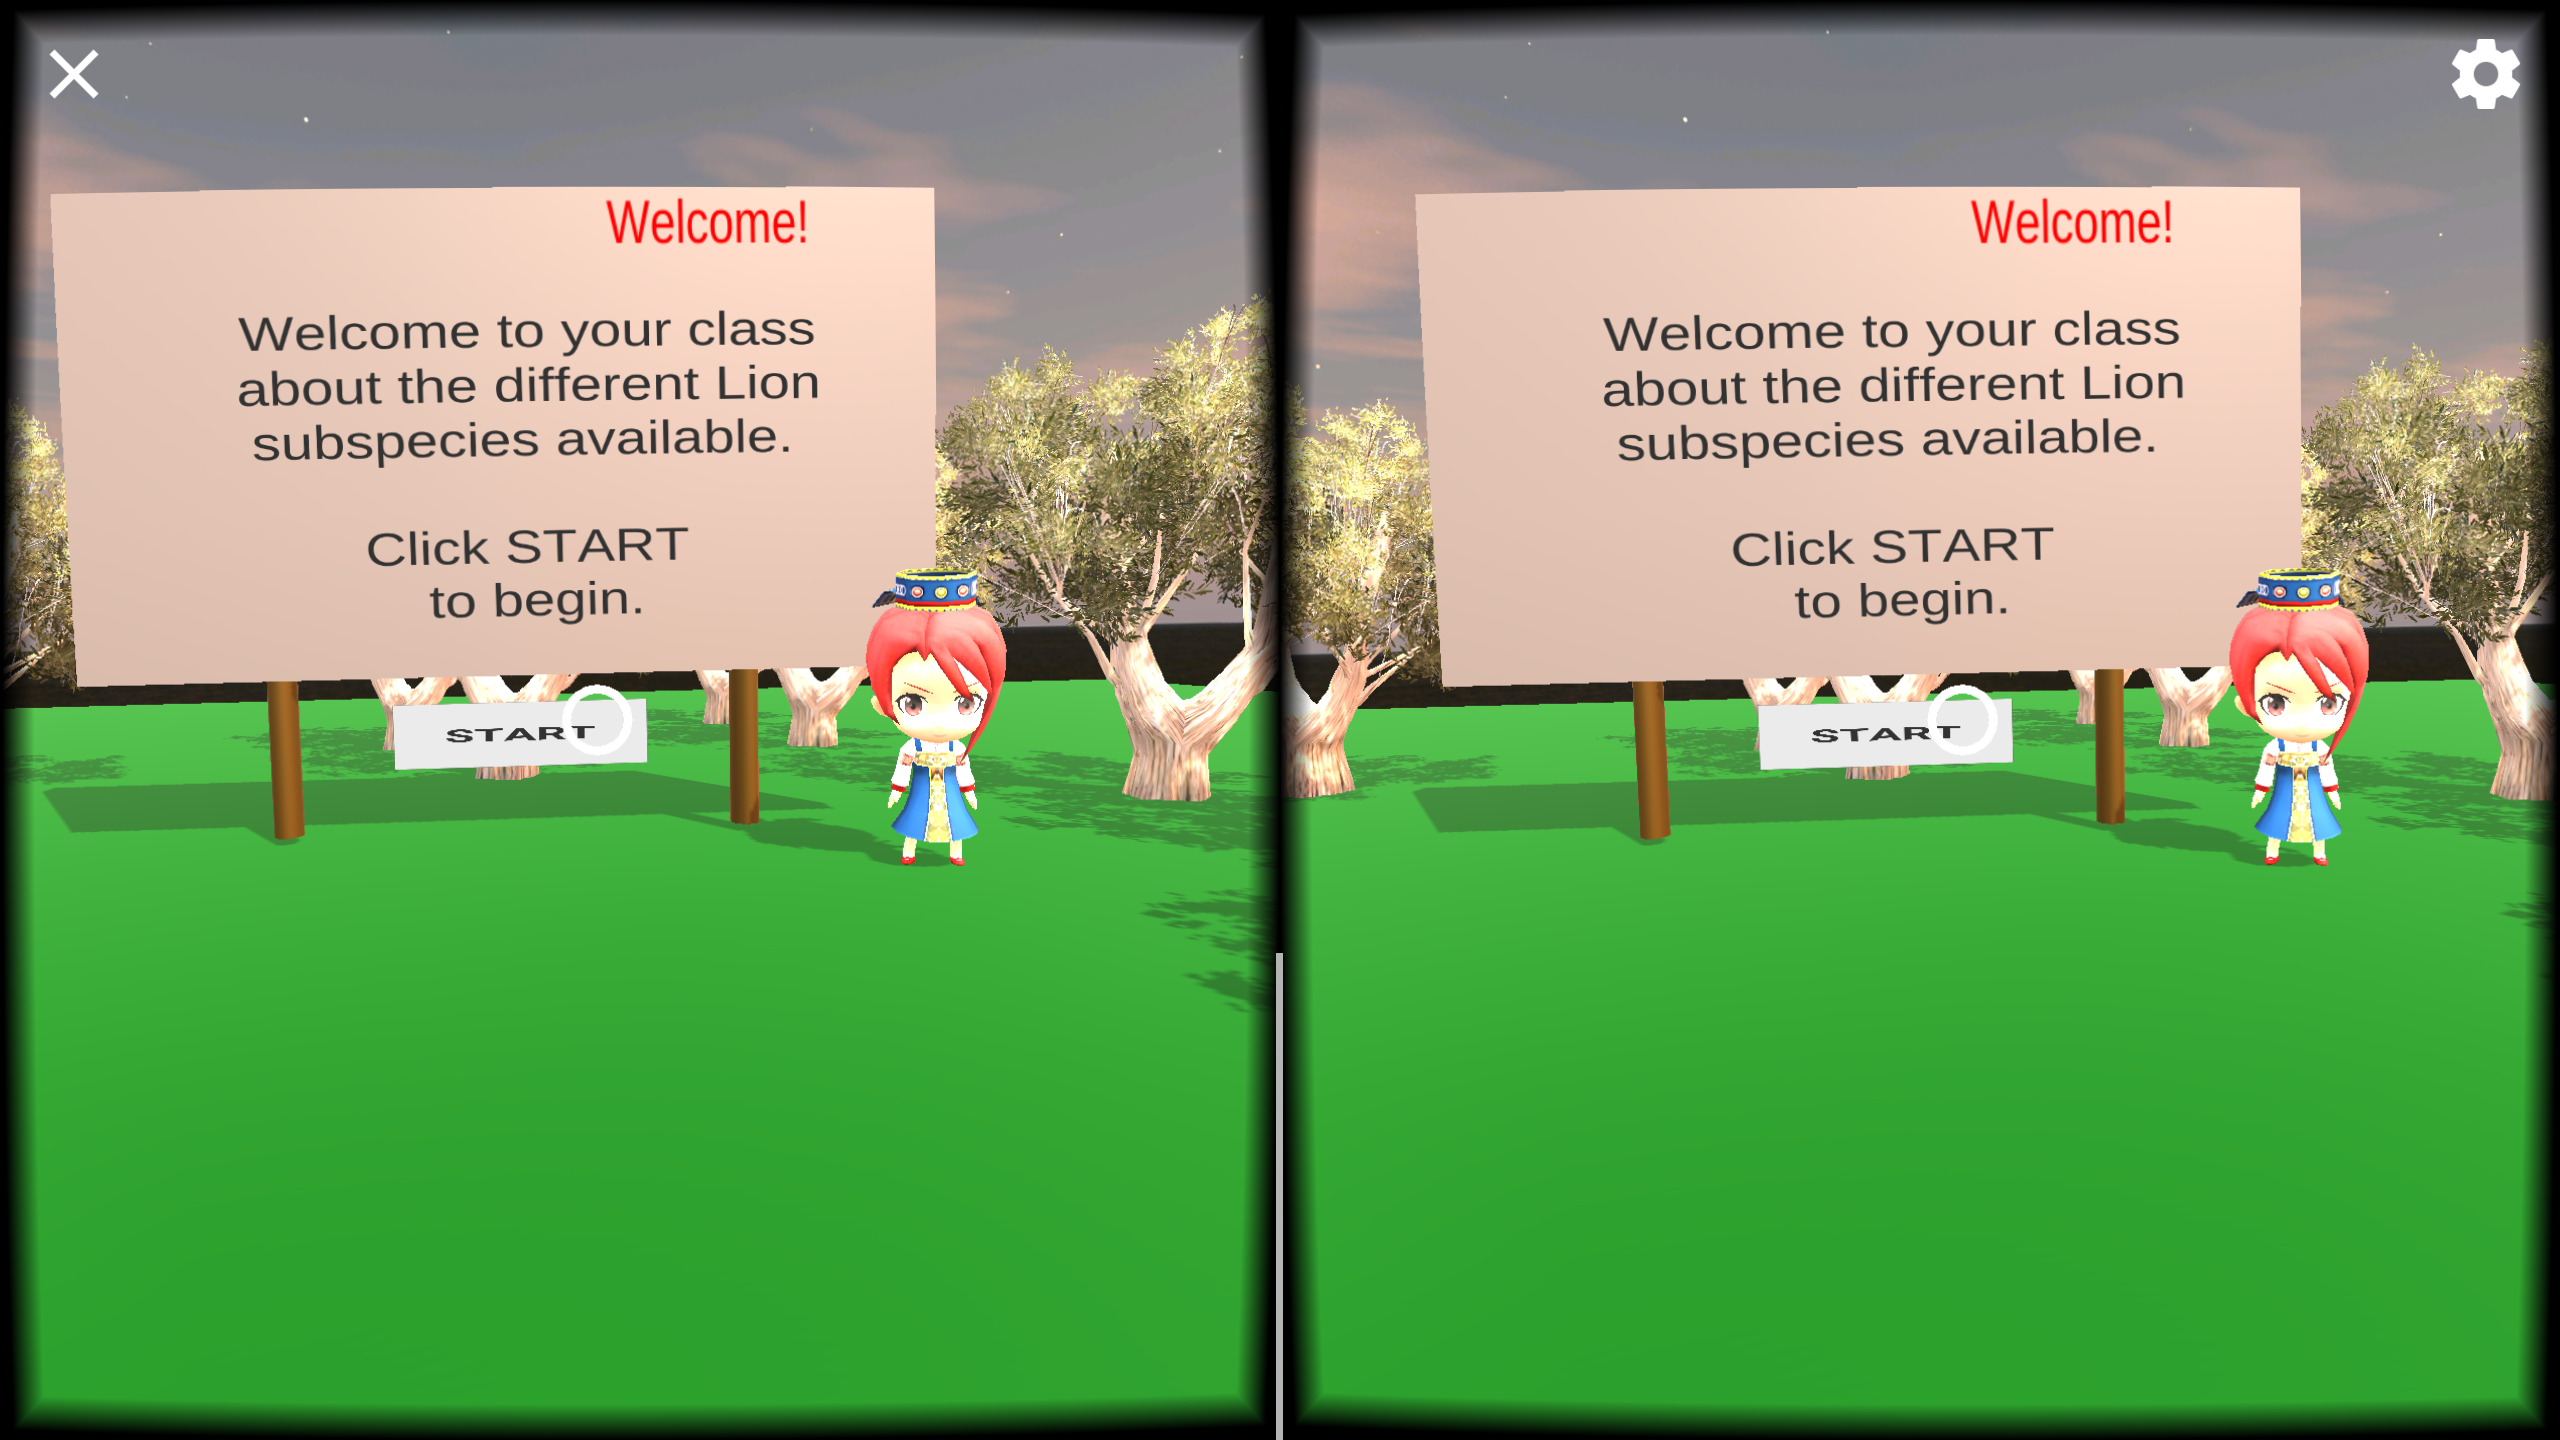 Welcome!
Welcome to your class
about the different Lion
subspecies available.
Click START
to begin.
START
Welcome!
Welcome to your class
about the different Lion
subspecies available.
Click START
to begin.
START